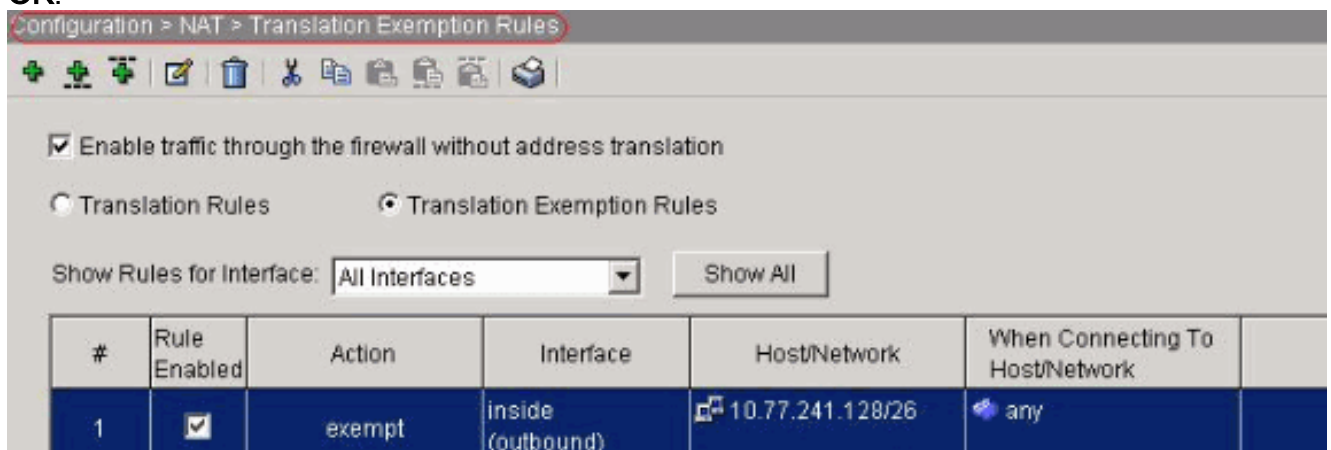 OK.
Configuration > NAT > Translation Exemption Rules
Enable traffic through the firewall without address translation
Translation Rules Translation Exemption Rules
Show Rules for Interface: All Interfaces Show All
# Rule Enabled Action Interface Host/Network When Connecting To Host/Network
1 exempt inside (outbound) 10.77.241.128/26 any